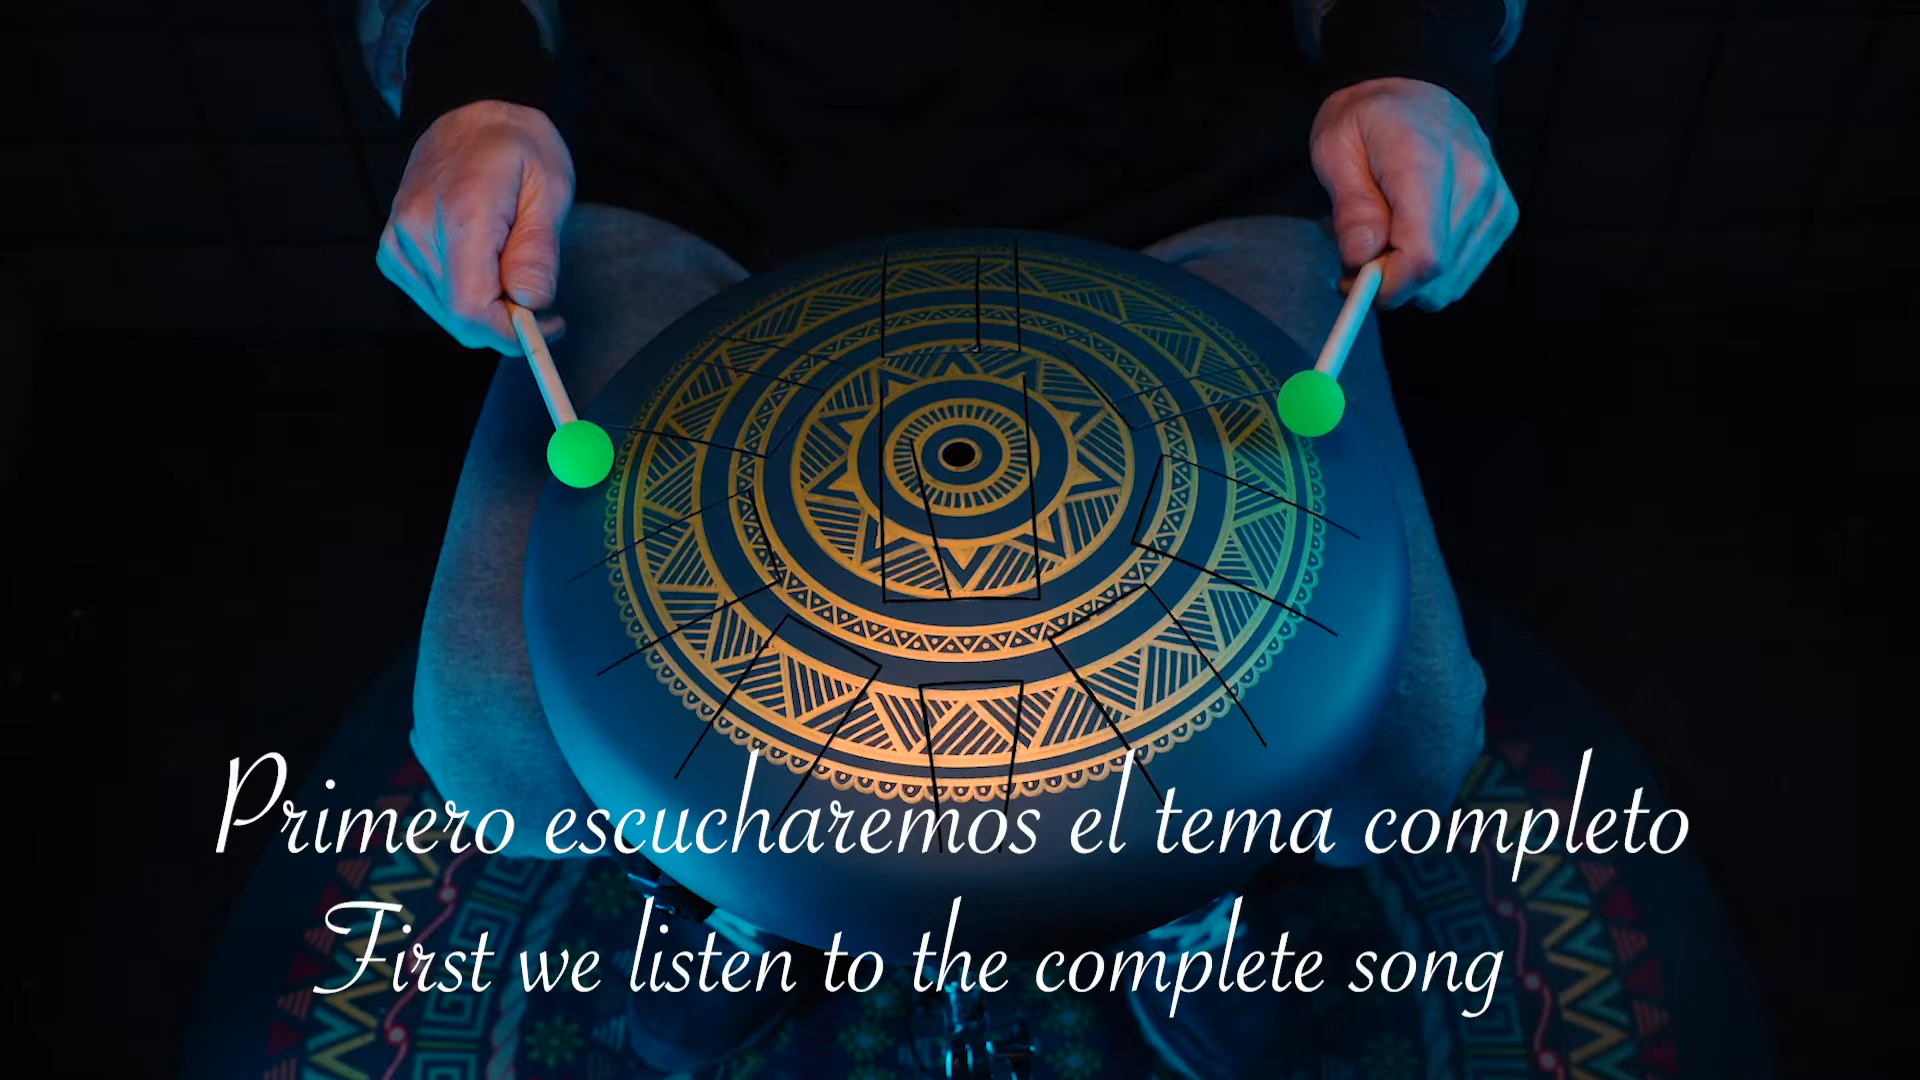 Primero escucharemos el tema completo
First we listen to the complete song